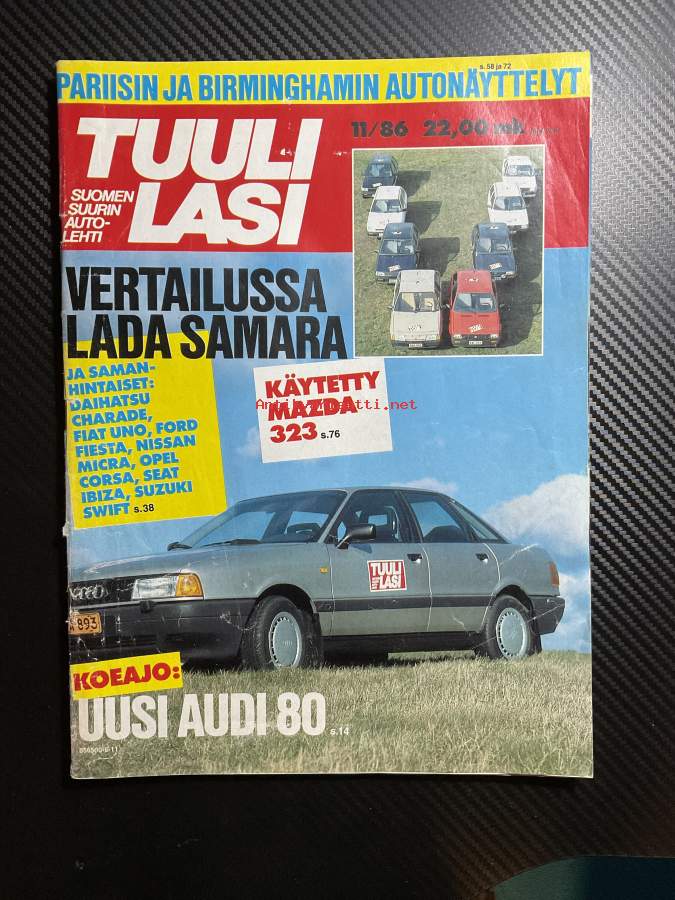 s. 58 ja 72
PARIISIN JA BIRMINGHAMIN AUTONÄYTTELYT
11/86 22,00 mk
TUULI
LASI
SUOMEN
SUURIN
AUTO-
LEHTI
VERTAILUSSA
LADA SAMARA
JA SAMAN-
HINTAISET:
DAIHATSU
CHARADE,
FIAT UNO, FORD
FIESTA, NISSAN
MICRA, OPEL
CORSA, SEAT
IBIZA, SUZUKI
SWIFT s.38
KÄYTETTY
MAZDA
323 s.76
TUULI
LASI
893
KOEAJO:
UUSI AUDI 80 s.14